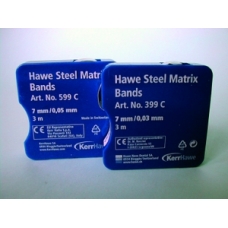 Hawe Steel Matrix
Bands
Art. No. 599 C
7 mm/0,05 mm
3 m
KerrHawe
Hawe Steel Matrix
Bands
Art. No. 399 C
7 mm/0,03 mm
3 m
KerrHawe